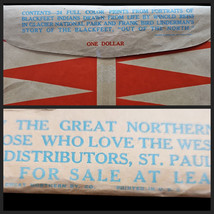 CONTENTS—24 FULL COLOR PRINTS FROM PORTRAITS OF
BLACKFEET INDIANS DRAWN FROM LIFE BY WINOLD REISS
IN GLACIER NATIONAL PARK AND FRANK BIRD LINDERMAN'S
STORY OF THE BLACKFEET "OUT OF THE NORTH"
ONE DOLLAR
THE GREAT NORTHERN
OSE WHO LOVE THE WES
DISTRIBUTORS, ST. PAUL
FOR SALE AT LEA